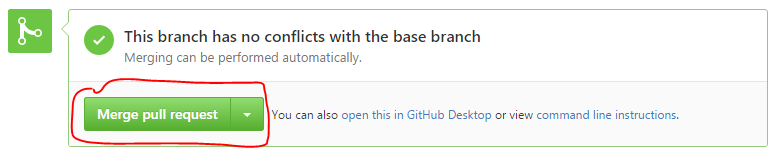 This branch has no conflicts with the base branch
Merging can be performed automatically.
Merge pull request You can also open this in GitHub Desktop or view command line instructions.